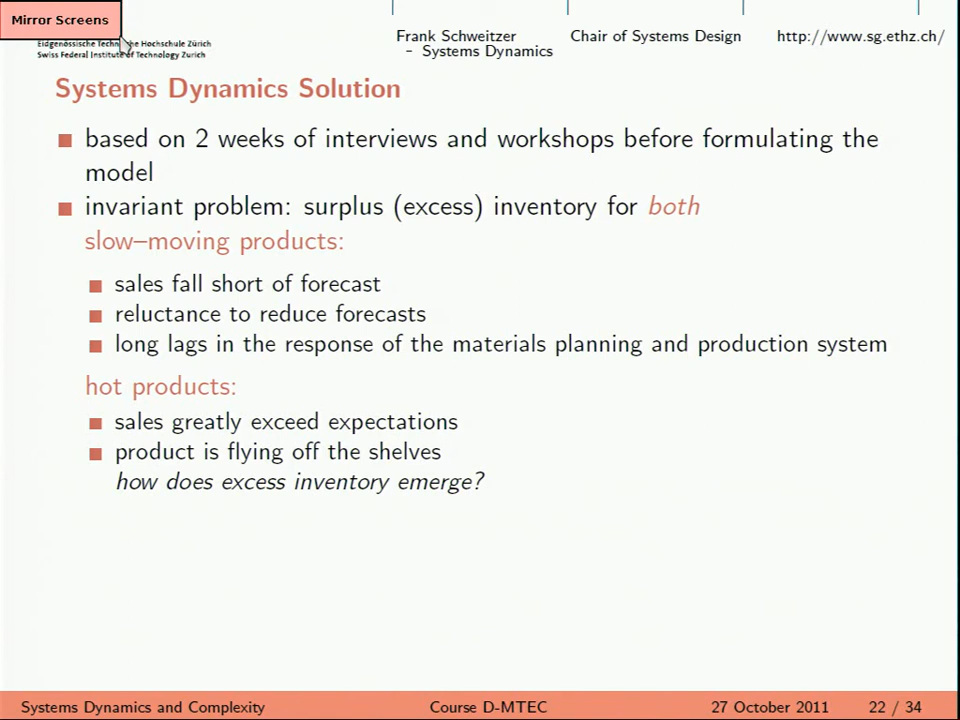 Mirror Screens
Eidgenössische Technische Hochschule Zürich
Swiss Federal Institute of Technology Zurich
Frank Schweitzer
– Systems Dynamics
Chair of Systems Design
http://www.sg.ethz.ch/
Systems Dynamics Solution
based on 2 weeks of interviews and workshops before formulating the
model
invariant problem: surplus (excess) inventory for both
slow–moving products:
sales fall short of forecast
reluctance to reduce forecasts
long lags in the response of the materials planning and production system
hot products:
sales greatly exceed expectations
product is flying off the shelves
how does excess inventory emerge?
Systems Dynamics and Complexity
Course D-MTEC
27 October 2011
22 / 34